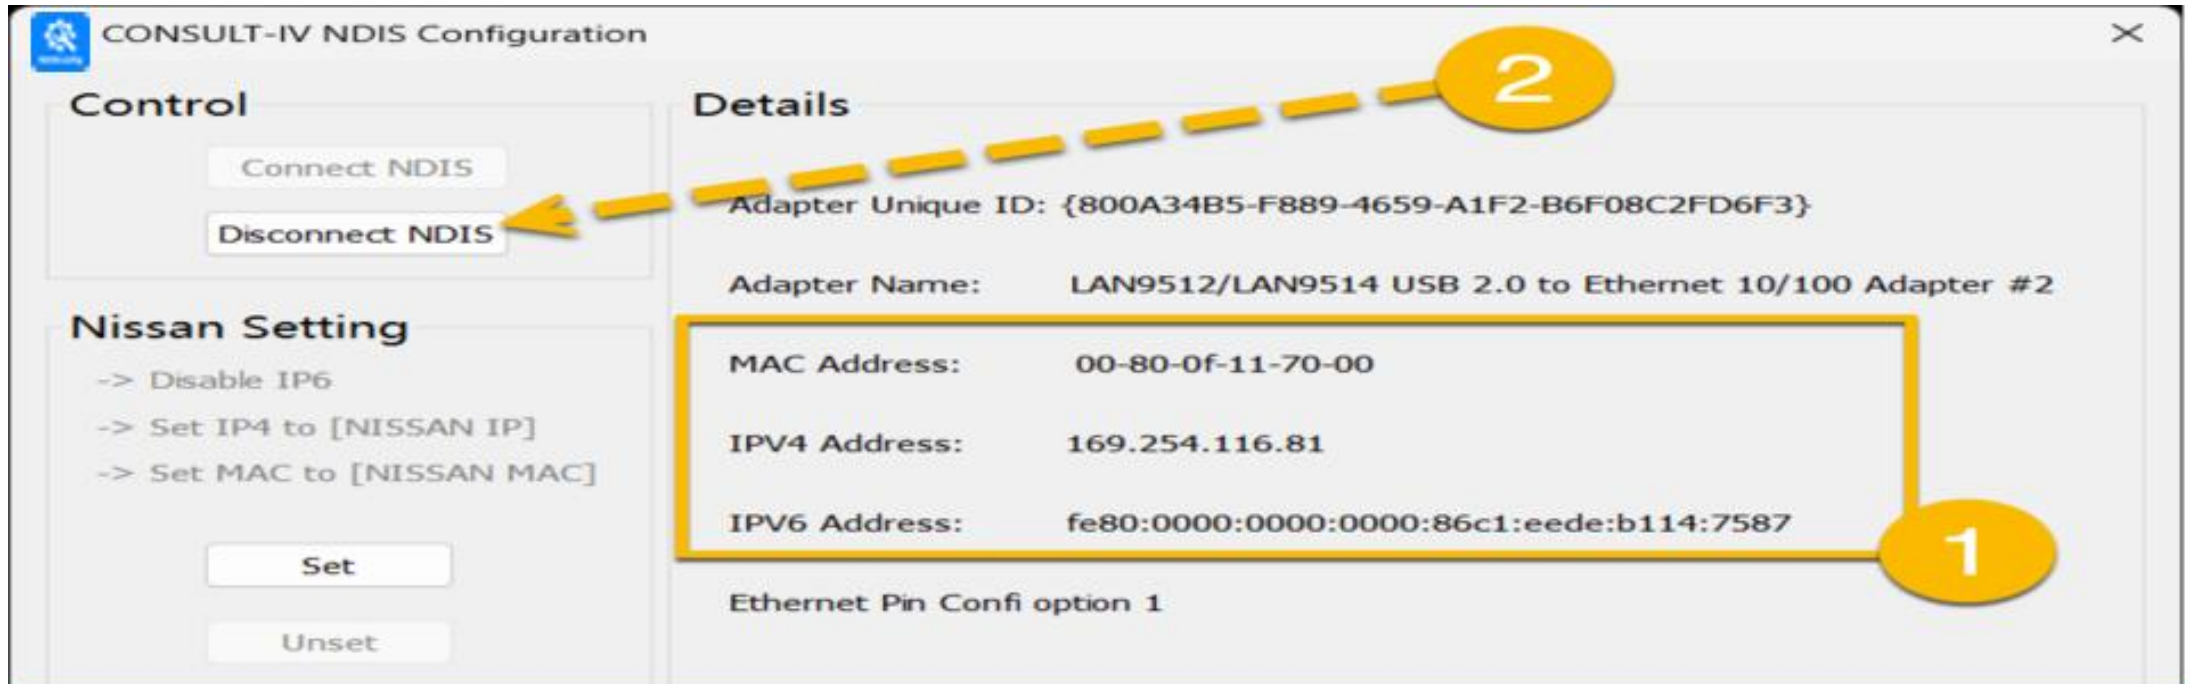 CONSULT-IV NDIS Configuration
2
Control
Connect NDIS
Disconnect NDIS
Nissan Setting
-> Disable IP6
-> Set IP4 to [NISSAN IP]
-> Set MAC to [NISSAN MAC]
Set
Unset
Details
Adapter Unique ID: {800A34B5-F889-4659-A1F2-B6F08C2FD6F3}
Adapter Name: LAN9512/LAN9514 USB 2.0 to Ethernet 10/100 Adapter #2
MAC Address: 00-80-0f-11-70-00
IPV4 Address: 169.254.116.81
IPV6 Address: fe80:0000:0000:0000:86c1:eede:b114:7587
1
Ethernet Pin Confi option 1